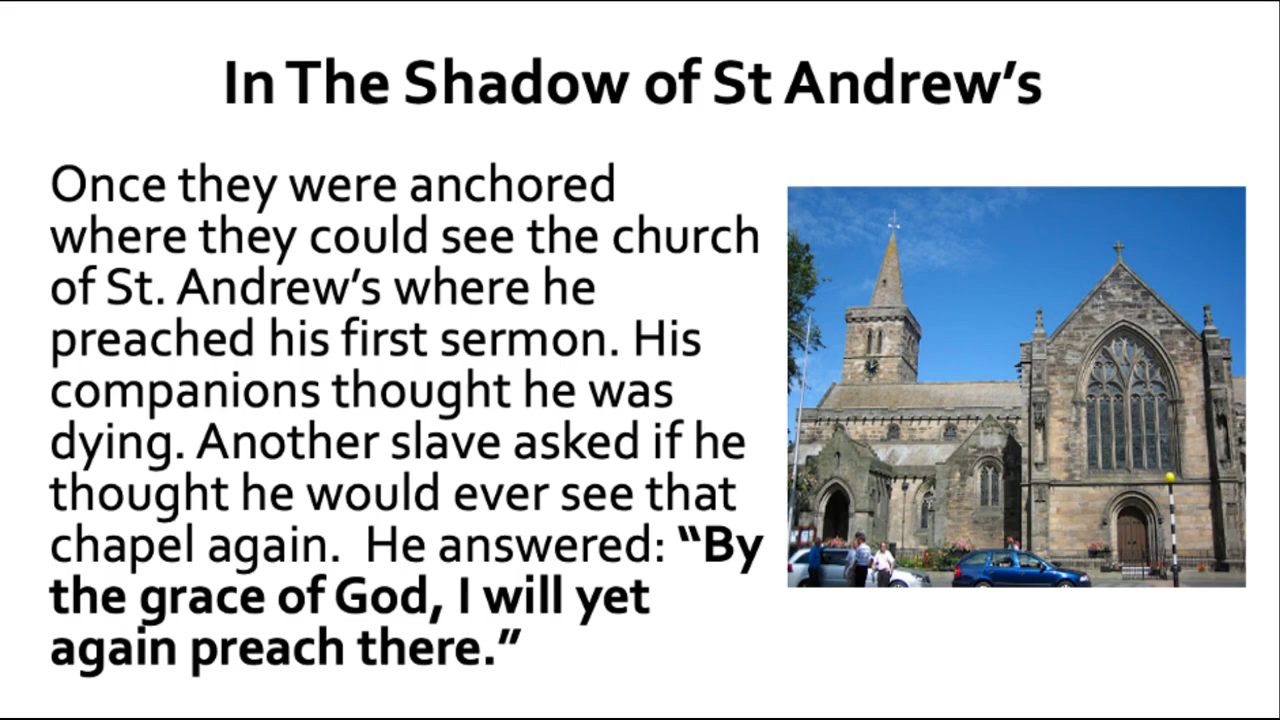 In The Shadow of St Andrew’s
Once they were anchored
where they could see the church
of St. Andrew’s where he
preached his first sermon. His
companions thought he was
dying. Another slave asked if he
thought he would ever see that
chapel again.  He answered: “By
the grace of God, I will yet
again preach there.”